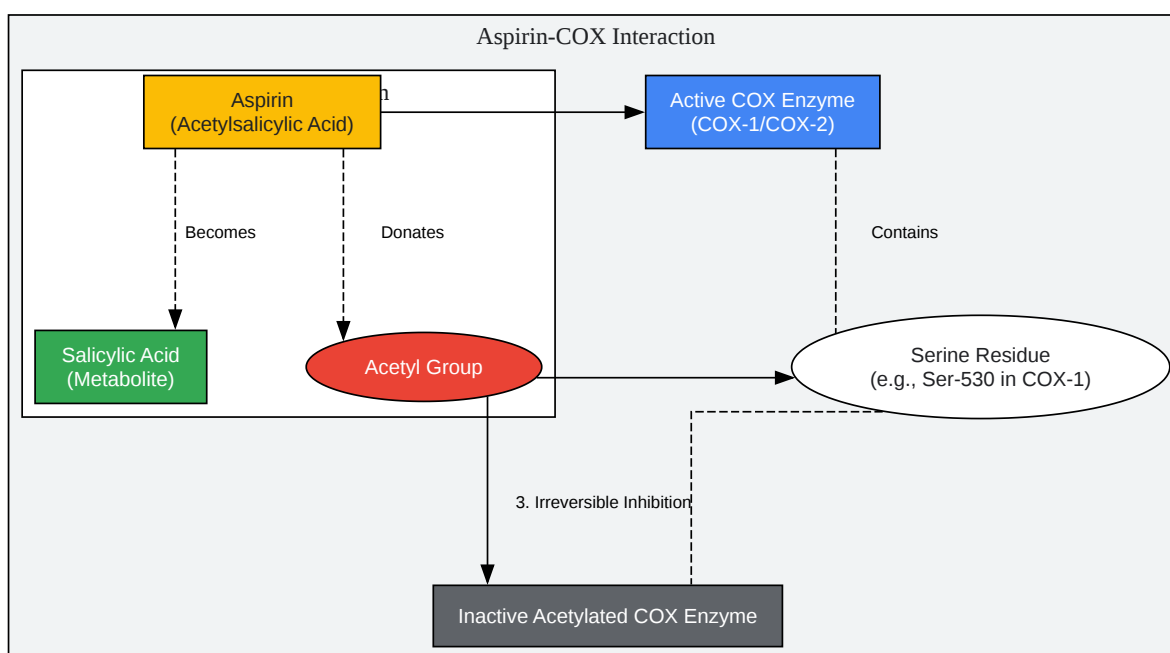 Aspirin-COX Interaction
Aspirin
(Acetylsalicylic Acid)
Active COX Enzyme
(COX-1/COX-2)
Becomes
Donates
Contains
Salicylic Acid
(Metabolite)
Acetyl Group
Serine Residue
(e.g., Ser-530 in COX-1)
3. Irreversible Inhibition
Inactive Acetylated COX Enzyme